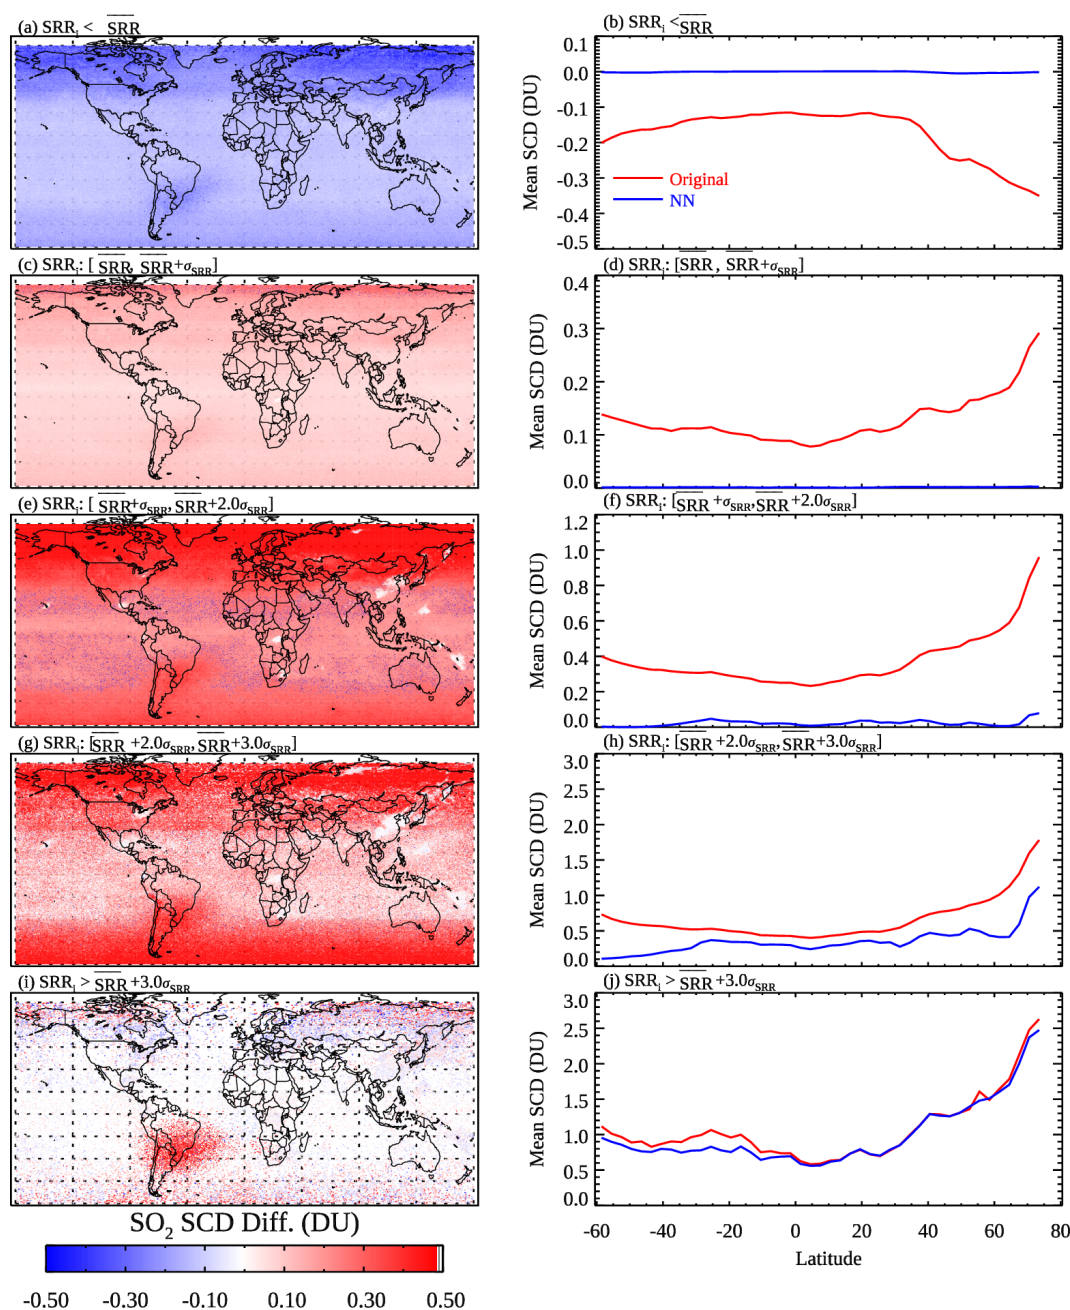 (a) SRRᵢ < SRR
(b) SRRᵢ < SRR
0.1
0.0
-0.1
-0.2
-0.3
-0.4
-0.5
Mean SCD (DU)
Original
NN
(c) SRRᵢ: [ SRR, SRR+σSRR]
(d) SRRᵢ: [SRR , SRR+σSRR]
0.4
0.3
0.2
0.1
0.0
Mean SCD (DU)
(e) SRRᵢ: [ SRR+σSRR, SRR+2.0σSRR]
(f) SRRᵢ: [SRR +σSRR, SRR +2.0σSRR]
1.2
1.0
0.8
0.6
0.4
0.2
0.0
Mean SCD (DU)
(g) SRRᵢ: [SRR +2.0σSRR, SRR+3.0σSRR]
(h) SRRᵢ: [SRR +2.0σSRR, SRR +3.0σSRR]
3.0
2.5
2.0
1.5
1.0
0.5
0.0
Mean SCD (DU)
(i) SRRᵢ > SRR +3.0σSRR
(j) SRRᵢ > SRR +3.0σSRR
3.0
2.5
2.0
1.5
1.0
0.5
0.0
Mean SCD (DU)
-60 -40 -20 0 20 40 60 80
Latitude
SO₂ SCD Diff. (DU)
-0.50 -0.30 -0.10 0.10 0.30 0.50